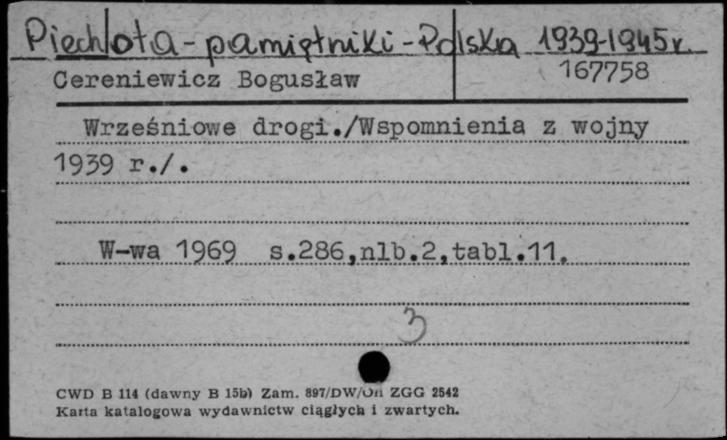 Piechota - pamiętniki - Polska 1939-1945 r.
Cereniewicz Bogusław 167758
Wrześniowe drogi./Wspomnienia z wojny
1939 r./.
W-wa 1969 s.286,nlb.2,tabl.11.
3
CWD B 114 (dawny B 15b) Zam. 897/DW/ ZGG 2542
Karta katalogowa wydawnictw ciągłych i zwartych.